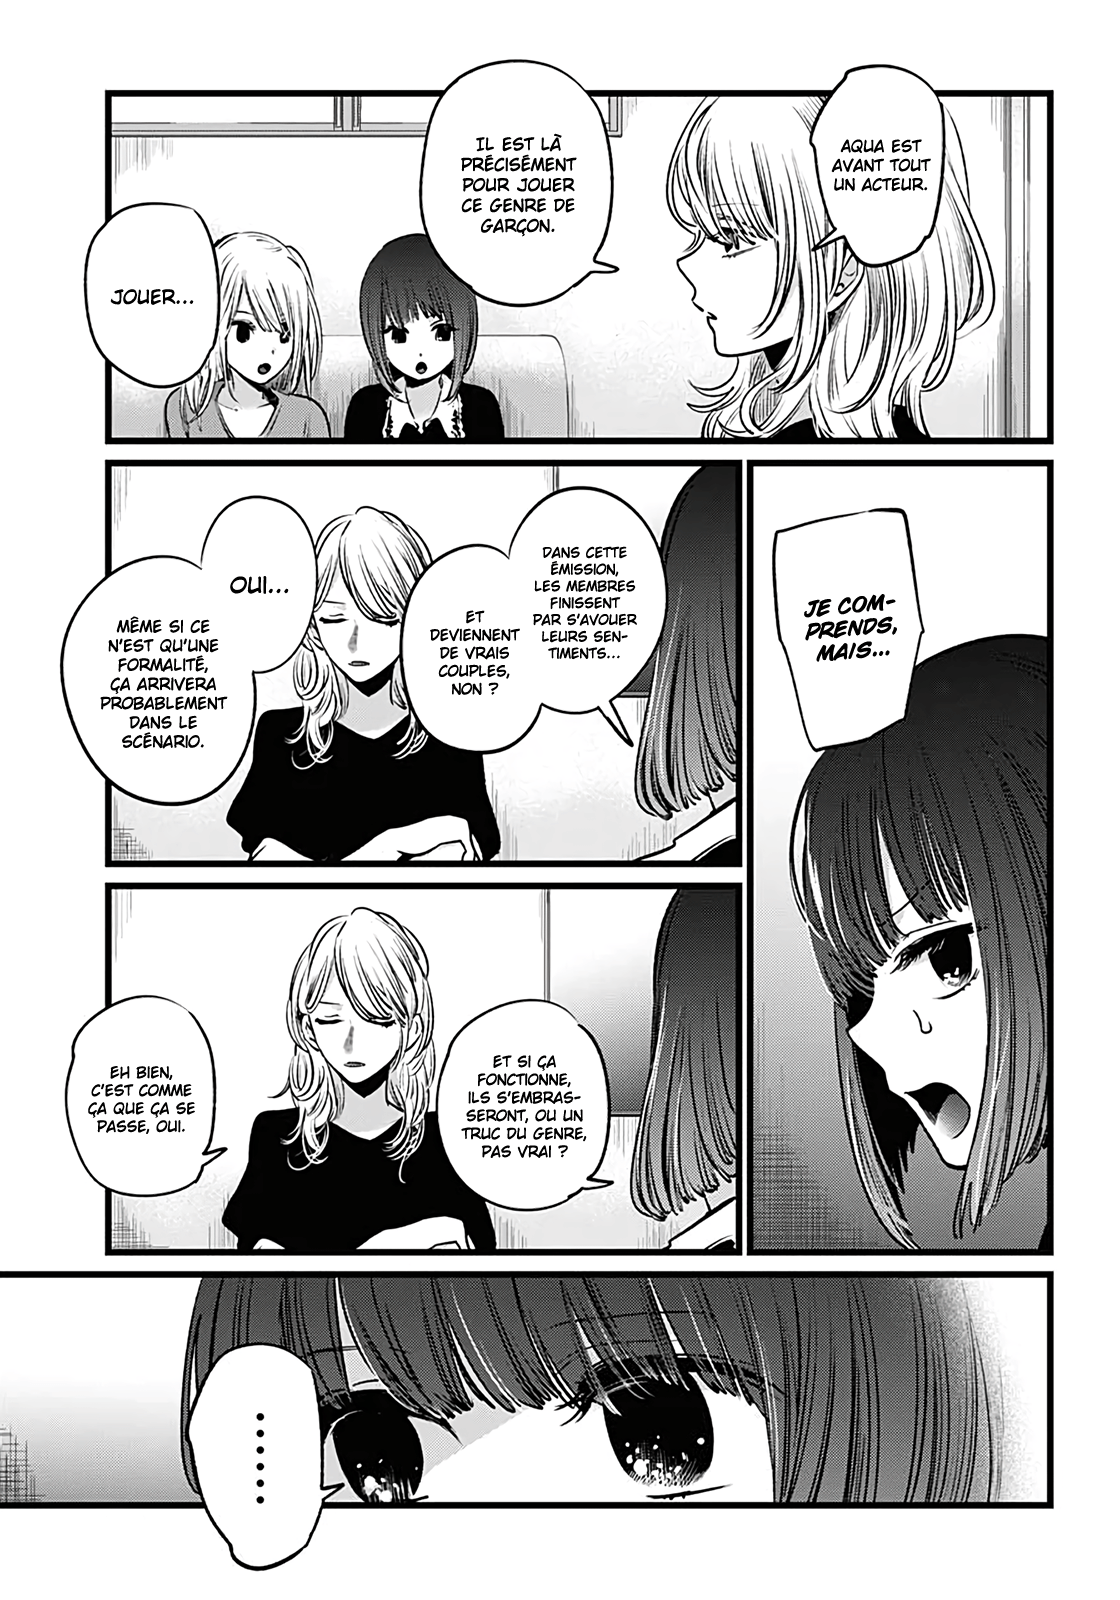 AQUA EST
AVANT TOUT
UN ACTEUR.
IL EST LÀ
PRÉCISÉMENT
POUR JOUER
CE GENRE DE
GARÇON.
JOUER...
JE COM-
PRENDS,
MAIS...
DANS CETTE
ÉMISSION,
LES MEMBRES
FINISSENT
PAR S'AVOUER
LEURS SEN-
TIMENTS...
ET
DEVIENNENT
DE VRAIS
COUPLES,
NON ?
OUI...
MÊME SI CE
N'EST QU'UNE
FORMALITÉ,
ÇA ARRIVERA
PROBABLEMENT
DANS LE
SCÉNARIO.
ET SI ÇA
FONCTIONNE,
ILS S'EMBRAS-
SERONT, OU UN
TRUC DU GENRE,
PAS VRAI ?
EH BIEN,
C'EST COMME
ÇA QUE ÇA SE
PASSE, OUI.
......